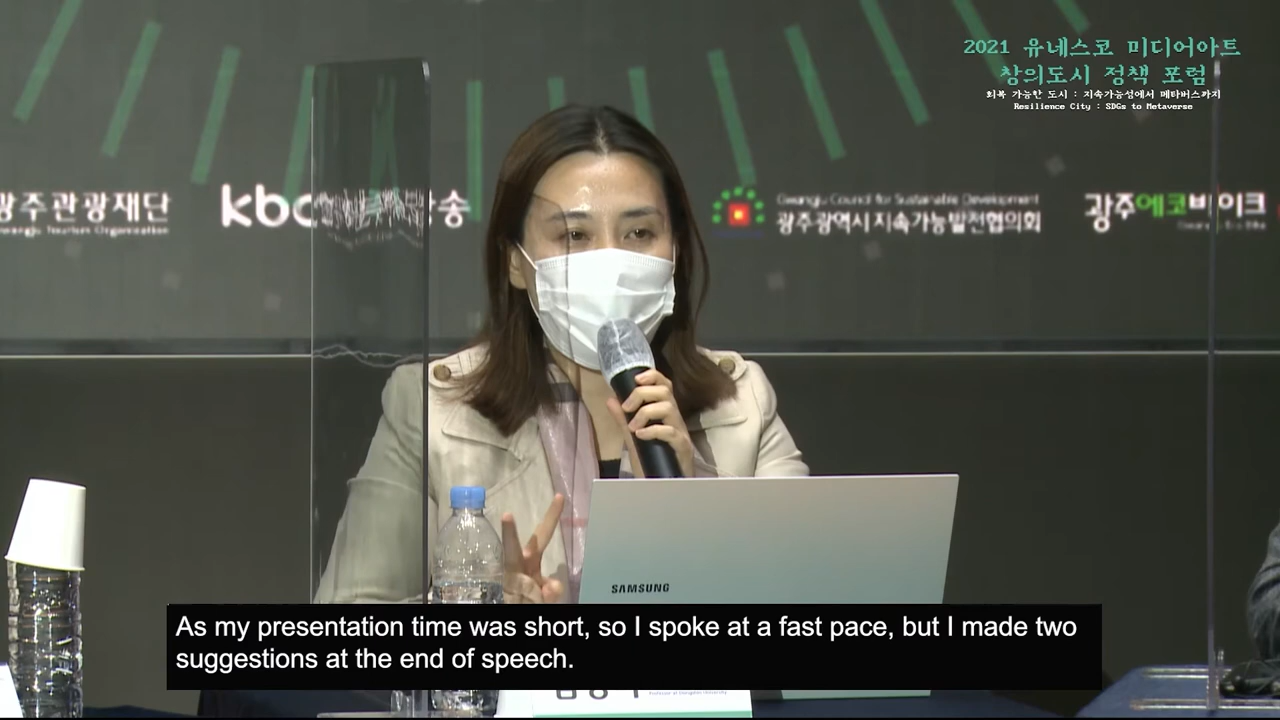 2021 유네스코 미디어아트
창의도시 정책 포럼
회복 가능한 도시 : 지속가능성에서 메타버스까지
Resilience City : SDGs to Metaverse
광주관광재단
Gwangju Tourism Organization
kbc
방송
Gwangju Council for Sustainable Development
광주광역시지속가능발전협의회
광주에코바이크
SAMSUNG
As my presentation time was short, so I spoke at a fast pace, but I made two
suggestions at the end of speech.